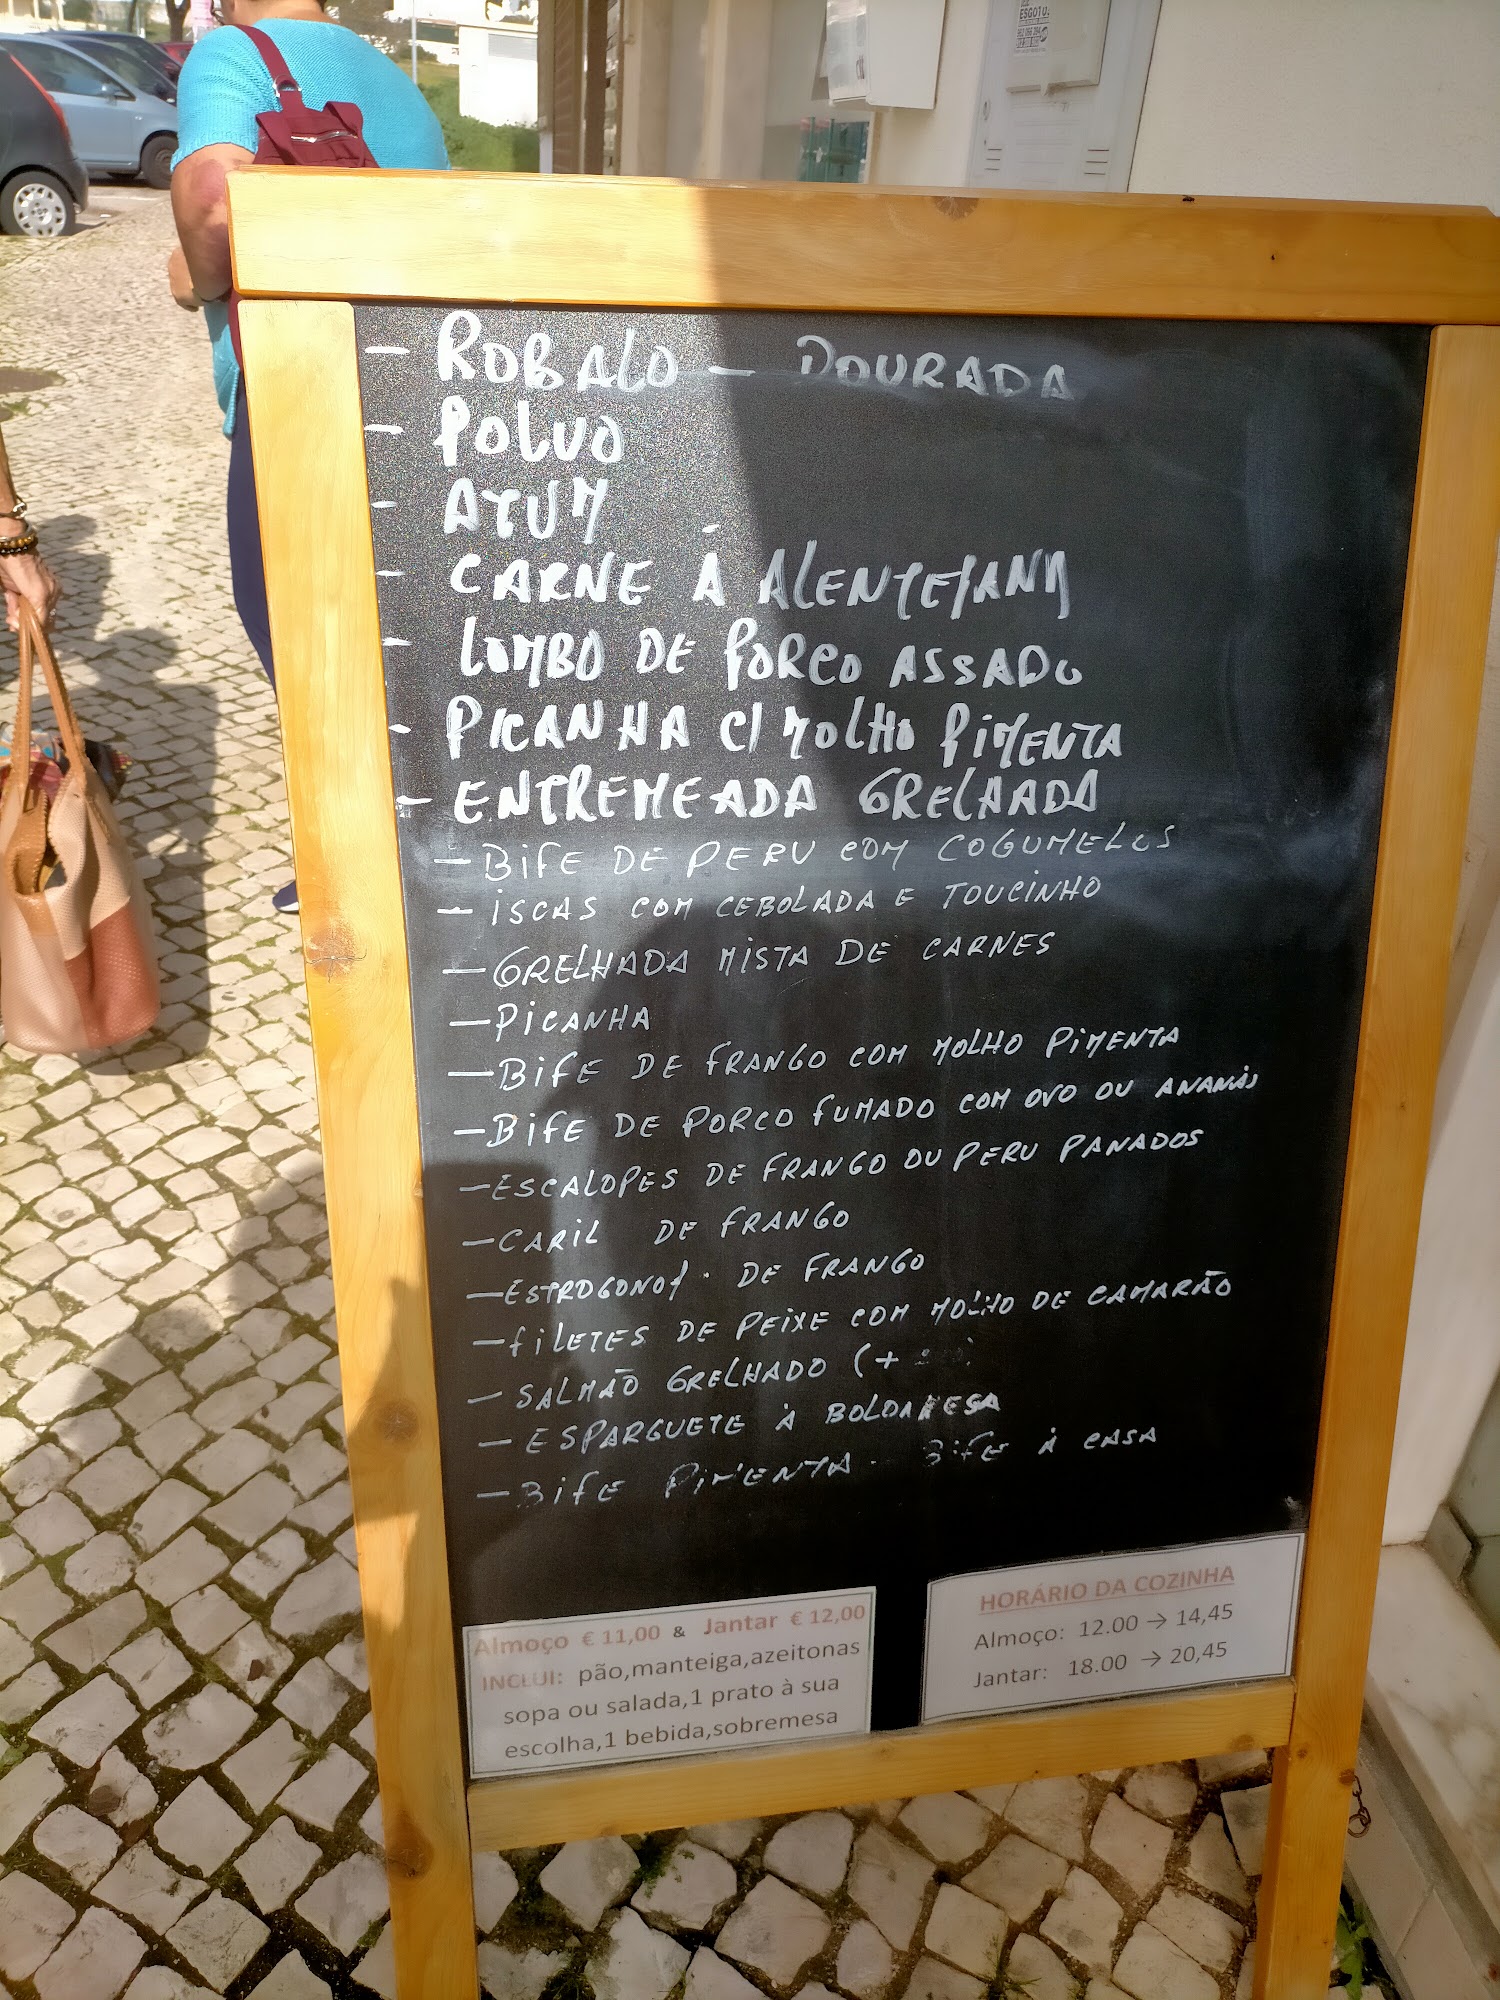 ESGOTOS
- ROBALO - DOURADA
- POLVO
- ATUM
- CARNE Á ALENTEJANA
- LOMBO DE PORCO ASSADO
- PICANHA C/ MOLHO PIMENTA
- ENTREMEADA GRELHADA
- BIFE DE PERU COM COGUMELOS
- ISCAS COM CEBOLADA E TOUCINHO
- GRELHADA MISTA DE CARNES
- PICANHA
- BIFE DE FRANGO COM MOLHO PIMENTA
- BIFE DE PORCO FUMADO COM OVO OU ANANÁS
- ESCALOPES DE FRANGO OU PERU PANADOS
- CARIL DE FRANGO
- ESTROGONOF. DE FRANGO
- FILETES DE PEIXE COM MOLHO DE CAMARÃO
- SALMÃO GRELHADO (+
- ESPARGUETE À BOLONHESA
- BIFE PIMENTA. BIFE À CASA
Almoço € 11,00 & Jantar € 12,00
INCLUI: pão,manteiga,azeitonas
sopa ou salada,1 prato à sua
escolha,1 bebida,sobremesa
HORÁRIO DA COZINHA
Almoço: 12.00 → 14,45
Jantar: 18.00 → 20,45